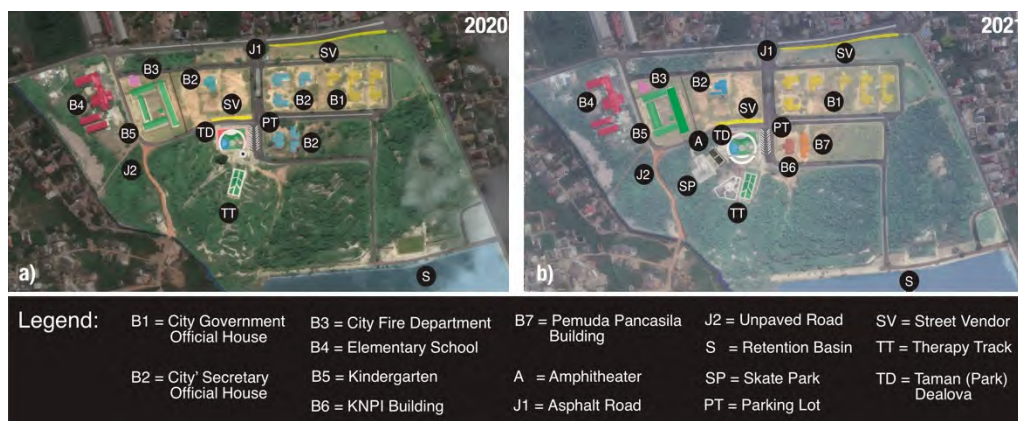 2020
J1
SV
B3
B2
B4
SV
B2
B1
B5
TD
PT
B2
J2
TT
a)
S
2021
J1
SV
B3
B2
B4
SV
B1
PT
B5
A
TD
B7
J2
SP
B6
TT
b)
S
Legend:
B1 = City Government
Official House
B2 = City' Secretary
Official House
B3 = City Fire Department
B4 = Elementary School
B5 = Kindergarten
B6 = KNPI Building
B7 = Pemuda Pancasila
Building
A = Amphitheater
J1 = Asphalt Road
J2 = Unpaved Road
S = Retention Basin
SP = Skate Park
PT = Parking Lot
SV = Street Vendor
TT = Therapy Track
TD = Taman (Park)
Dealova